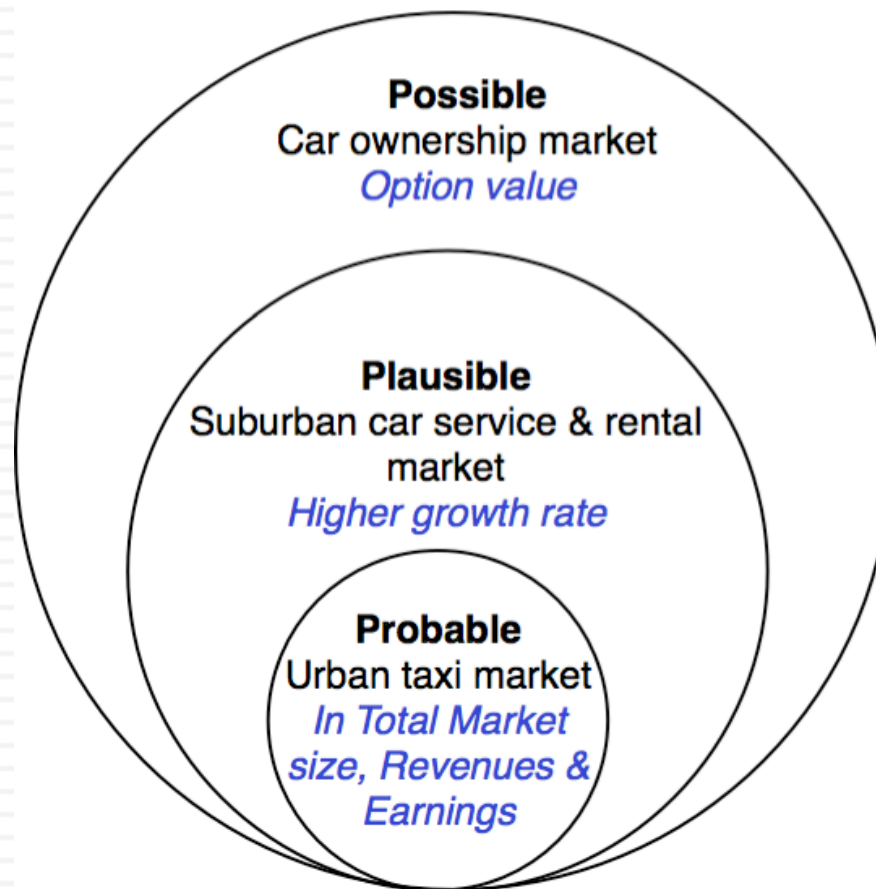 Possible
Car ownership market
Option value
Plausible
Suburban car service & rental
market
Higher growth rate
Probable
Urban taxi market
In Total Market
size, Revenues &
Earnings